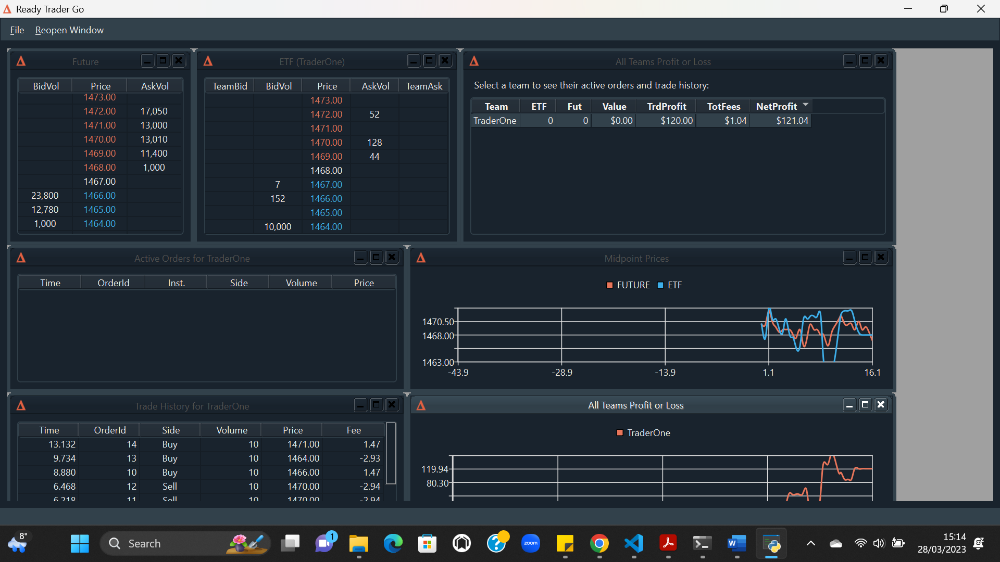 Ready Trader Go
File Reopen Window
Future
BidVol Price AskVol
1473.00
1472.00 17,050
1471.00 13,000
1470.00 13,010
1469.00 11,400
1468.00 1,000
1467.00
23,800 1466.00
12,780 1465.00
1,000 1464.00
ETF (TraderOne)
TeamBid BidVol Price AskVol TeamAsk
1473.00
1472.00 52
1471.00
1470.00 128
1469.00 44
1468.00
7 1467.00
152 1466.00
1465.00
10,000 1464.00
All Teams Profit or Loss
Select a team to see their active orders and trade history:
Team ETF Fut Value TrdProfit TotFees NetProfit
TraderOne 0 0 $0.00 $120.00 $1.04 $121.04
Active Orders for TraderOne
Time OrderId Inst. Side Volume Price
Midpoint Prices
FUTURE ETF
1470.50
1468.00
1463.00
-43.9 -28.9 -13.9 1.1 16.1
Trade History for TraderOne
Time OrderId Side Volume Price Fee
13.132 14 Buy 10 1471.00 1.47
9.734 13 Buy 10 1464.00 -2.93
8.880 10 Buy 10 1466.00 1.47
6.468 12 Sell 10 1470.00 -2.94
6.218 11 Sell 10 1470.00 -2.94
All Teams Profit or Loss
TraderOne
119.94
80.30
8°
Search
1
zoom
15:14
28/03/2023